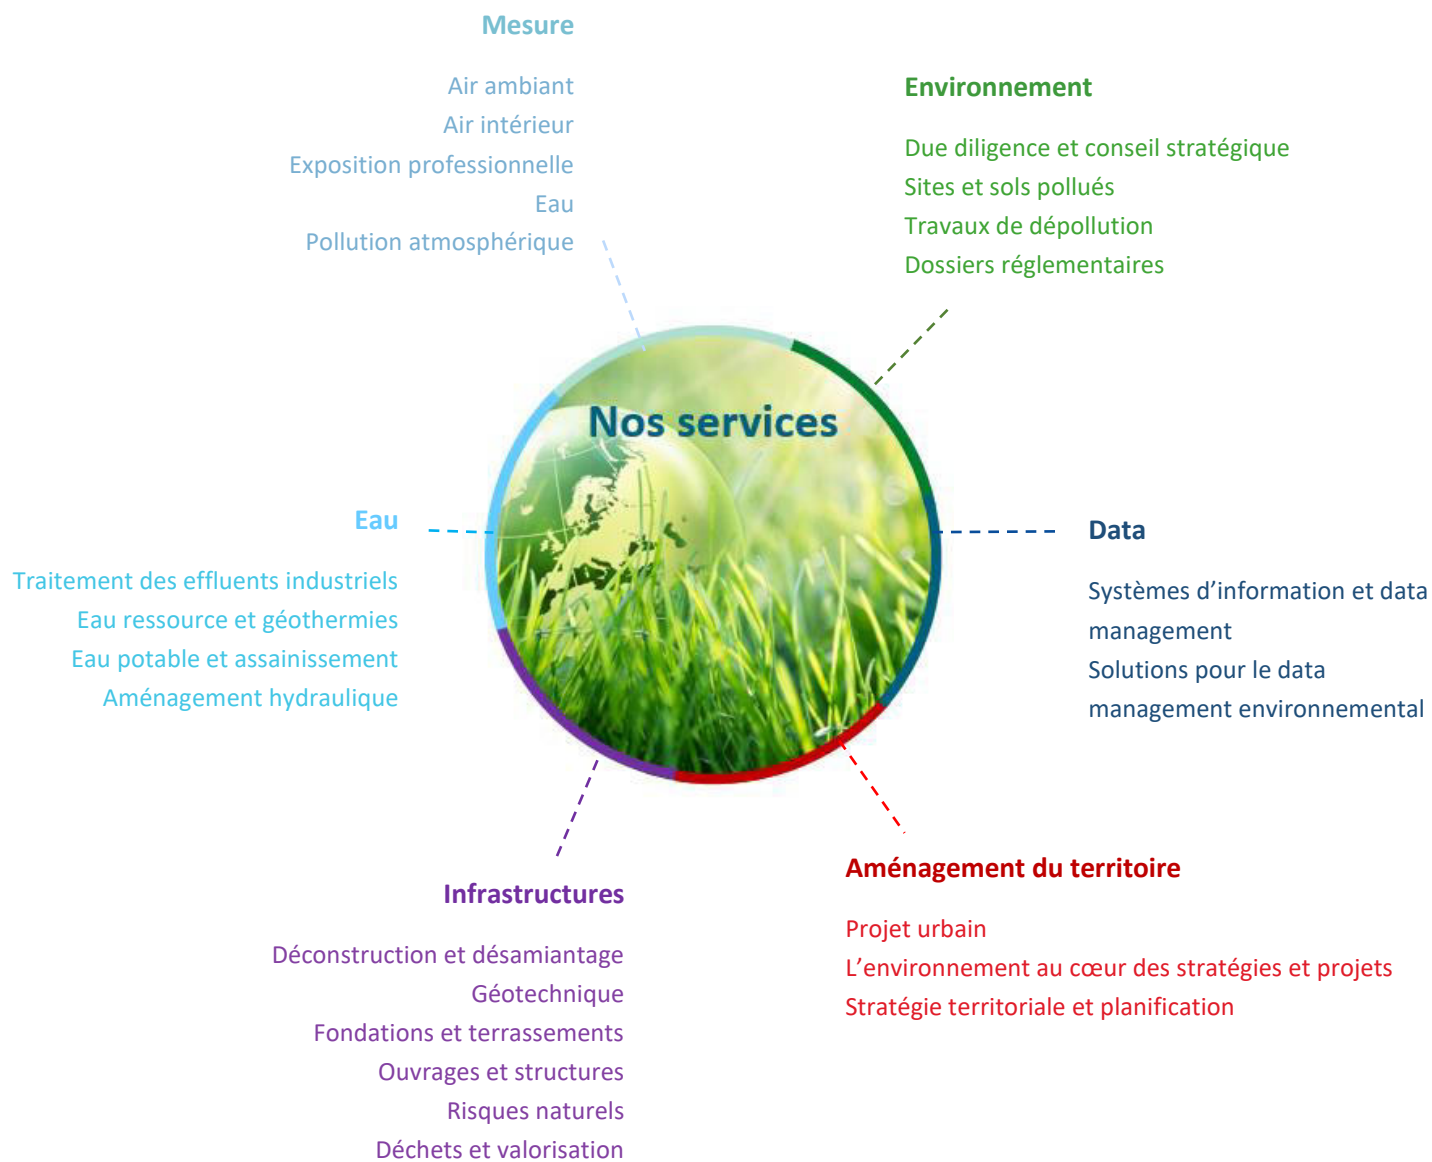 Mesure
Air ambiant
Air intérieur
Exposition professionnelle
Eau
Pollution atmosphérique
Environnement
Due diligence et conseil stratégique
Sites et sols pollués
Travaux de dépollution
Dossiers réglementaires
Nos services
Eau
Traitement des effluents industriels
Eau ressource et géothermies
Eau potable et assainissement
Aménagement hydraulique
Data
Systèmes d’information et data
management
Solutions pour le data
management environnemental
Infrastructures
Déconstruction et désamiantage
Géotechnique
Fondations et terrassements
Ouvrages et structures
Risques naturels
Déchets et valorisation
Aménagement du territoire
Projet urbain
L’environnement au cœur des stratégies et projets
Stratégie territoriale et planification